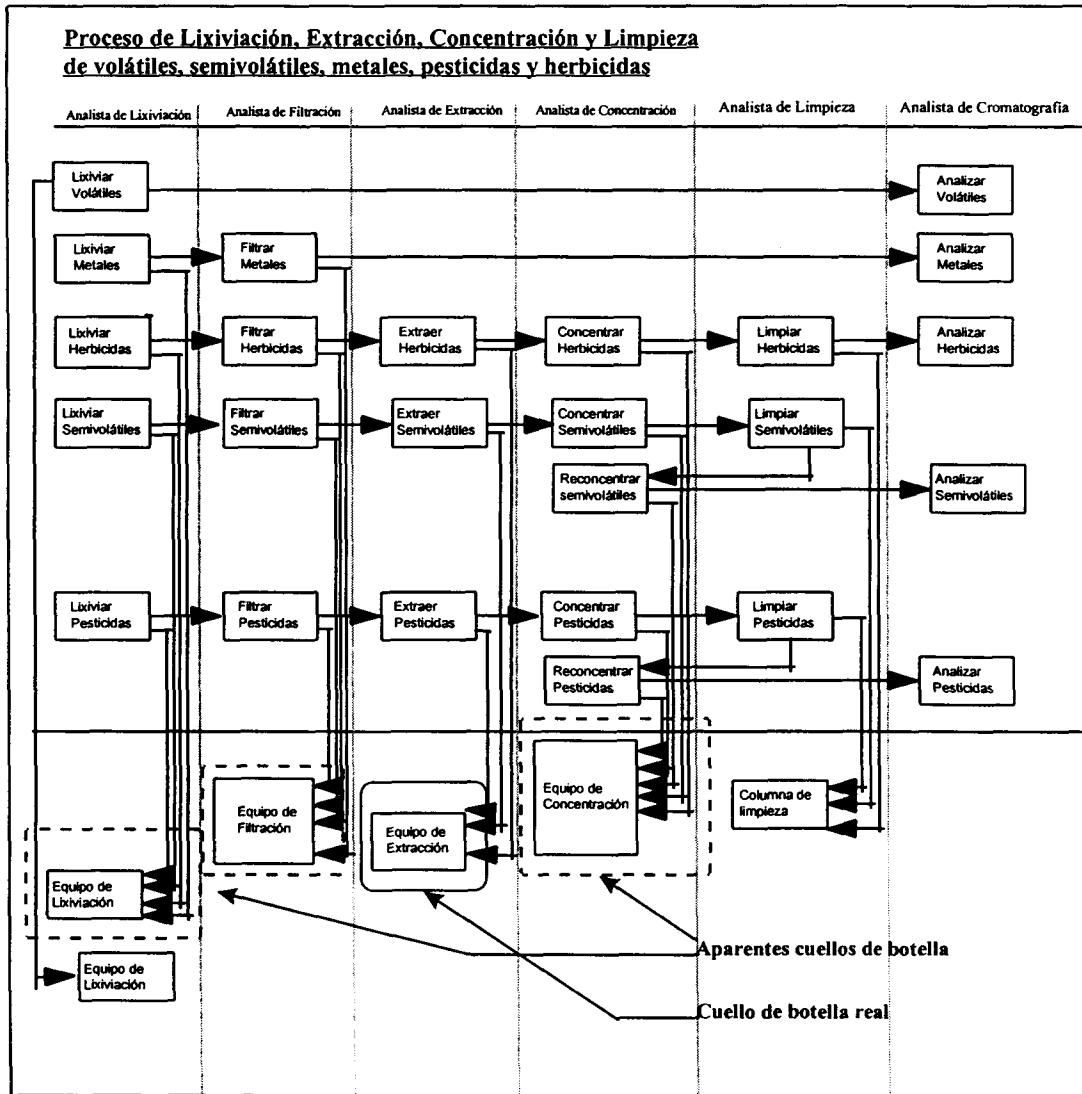 Proceso de Lixiviación, Extracción, Concentración y Limpieza
de volátiles, semivolátiles, metales, pesticidas y herbicidas
Analista de Lixiviación
Analista de Filtración
Analista de Extracción
Analista de Concentración
Analista de Limpieza
Analista de Cromatografía
Lixiviar
Volátiles
Analizar
Volátiles
Lixiviar
Metales
Filtrar
Metales
Analizar
Metales
Lixiviar
Herbicidas
Filtrar
Herbicidas
Extraer
Herbicidas
Concentrar
Herbicidas
Limpiar
Herbicidas
Analizar
Herbicidas
Lixiviar
Semivolátiles
Filtrar
Semivolátiles
Extraer
Semivolátiles
Concentrar
Semivolátiles
Limpiar
Semivolátiles
Reconcentrar
semivolátiles
Analizar
Semivolátiles
Lixiviar
Pesticidas
Filtrar
Pesticidas
Extraer
Pesticidas
Concentrar
Pesticidas
Limpiar
Pesticidas
Reconcentrar
Pesticidas
Analizar
Pesticidas
Equipo de
Filtración
Equipo de
Extracción
Equipo de
Concentración
Columna de
limpieza
Equipo de
Lixiviación
Equipo de
Lixiviación
Aparentes cuellos de botella
Cuello de botella real